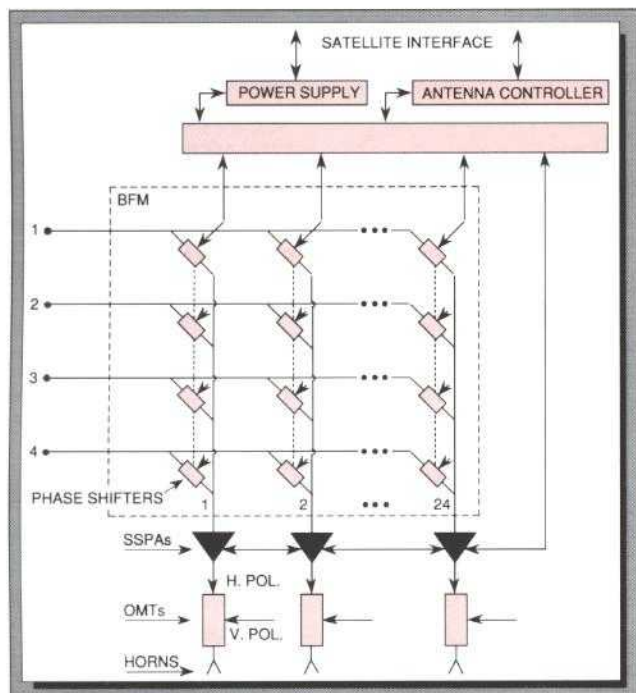 SATELLITE INTERFACE
POWER SUPPLY
ANTENNA CONTROLLER
BFM
1
2
3
4
PHASE SHIFTERS
1
2
24
SSPAs
H. POL.
OMTs
V. POL.
HORNS